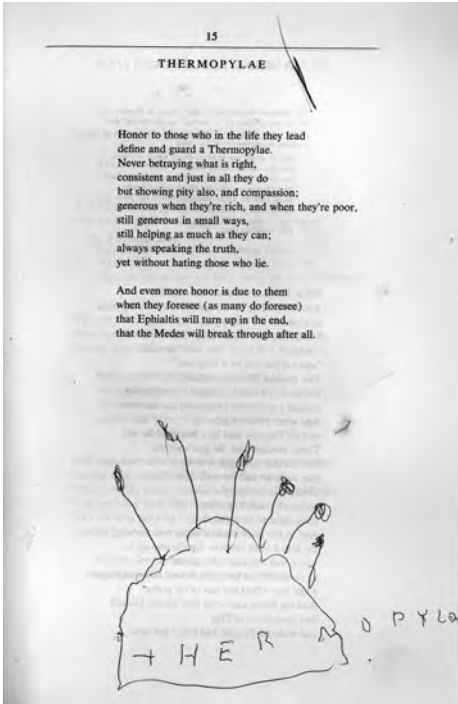 15
THERMOPYLAE
Honor to those who in the life they lead
define and guard a Thermopylae.
Never betraying what is right,
consistent and just in all they do
but showing pity also, and compassion;
generous when they're rich, and when they're poor,
still generous in small ways,
still helping as much as they can;
always speaking the truth,
yet without hating those who lie.
And even more honor is due to them
when they foresee (as many do foresee)
that Ephialtis will turn up in the end,
that the Medes will break through after all.
tHERMOPYLa